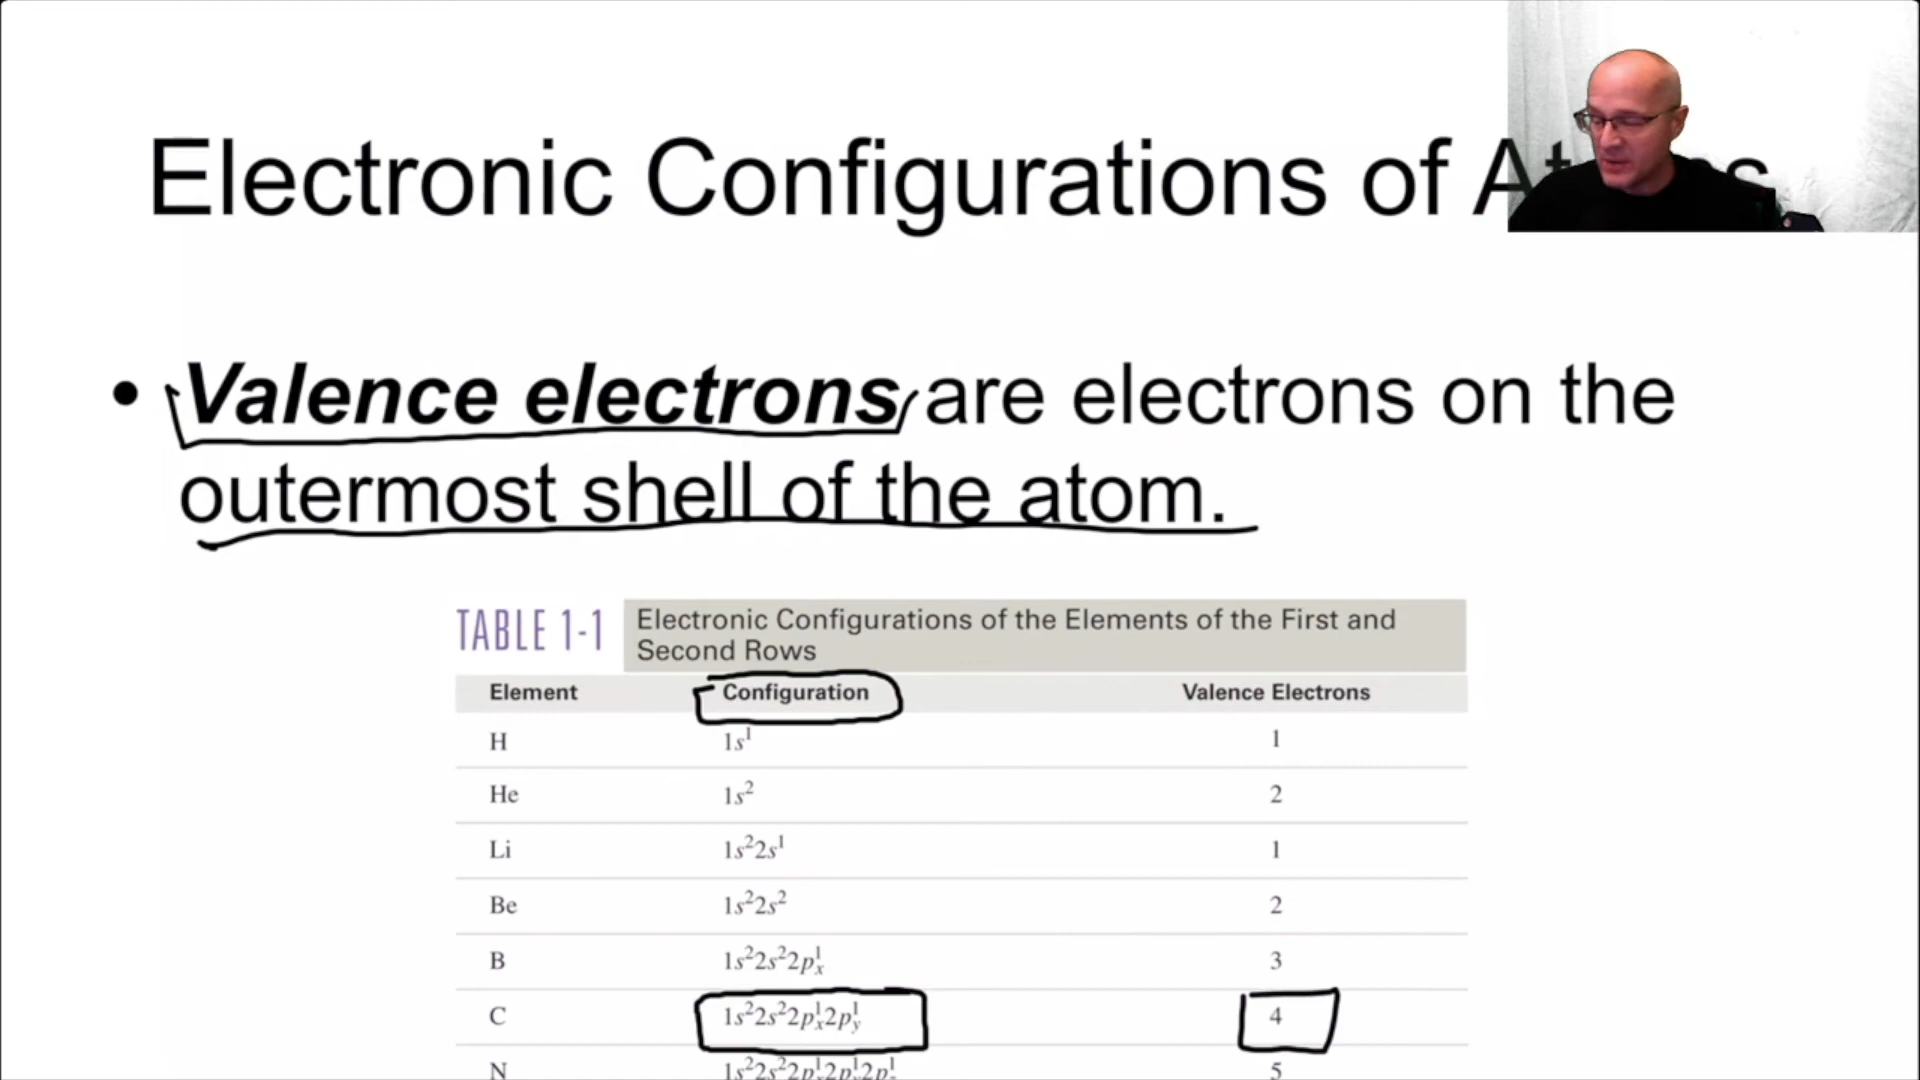 Electronic Configurations of
• Valence electrons are electrons on the
outermost shell of the atom.
TABLE 1-1 Electronic Configurations of the Elements of the First and
Second Rows
Element Configuration Valence Electrons
H 1s¹ 1
He 1s² 2
Li 1s²2s¹ 1
Be 1s²2s² 2
B 1s²2s²2pₓ¹ 3
C 1s²2s²2pₓ¹2pᵧ¹ 4
N 5